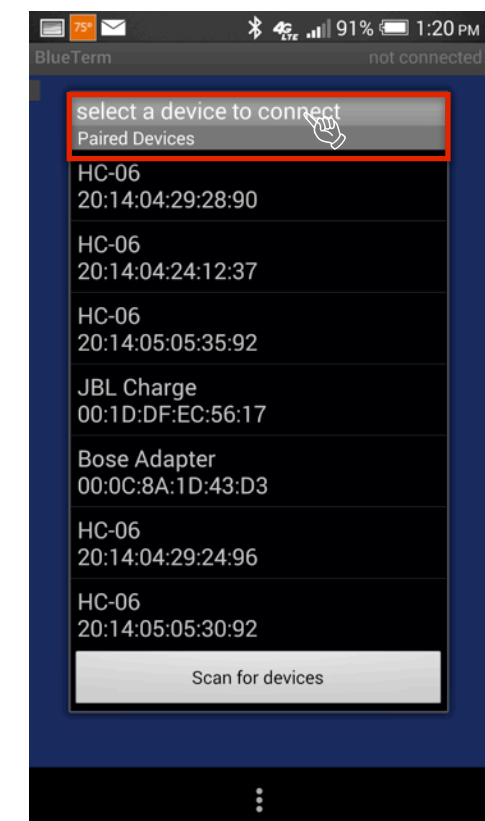 75° 4G LTE 91% 1:20 PM
BlueTerm not connected
select a device to connect
Paired Devices
HC-06
20:14:04:29:28:90
HC-06
20:14:04:24:12:37
HC-06
20:14:05:05:35:92
JBL Charge
00:1D:DF:EC:56:17
Bose Adapter
00:0C:8A:1D:43:D3
HC-06
20:14:04:29:24:96
HC-06
20:14:05:05:30:92
Scan for devices